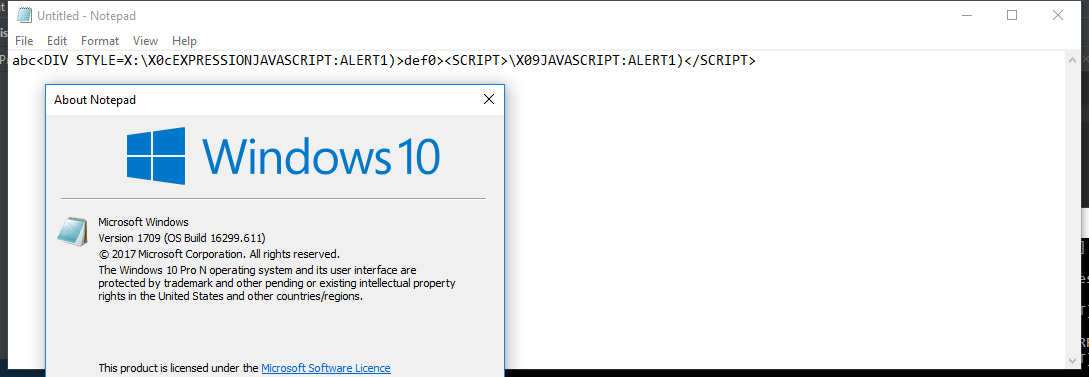 Untitled - Notepad
File Edit Format View Help
abc<DIV STYLE=X:\X0cEXPRESSIONJAVASCRIPT:ALERT1)>def0><SCRIPT>\X09JAVASCRIPT:ALERT1)</SCRIPT>
About Notepad
Windows 10
Microsoft Windows
Version 1709 (OS Build 16299.611)
© 2017 Microsoft Corporation. All rights reserved.
The Windows 10 Pro N operating system and its user interface are
protected by trademark and other pending or existing intellectual property
rights in the United States and other countries/regions.
This product is licensed under the Microsoft Software Licence